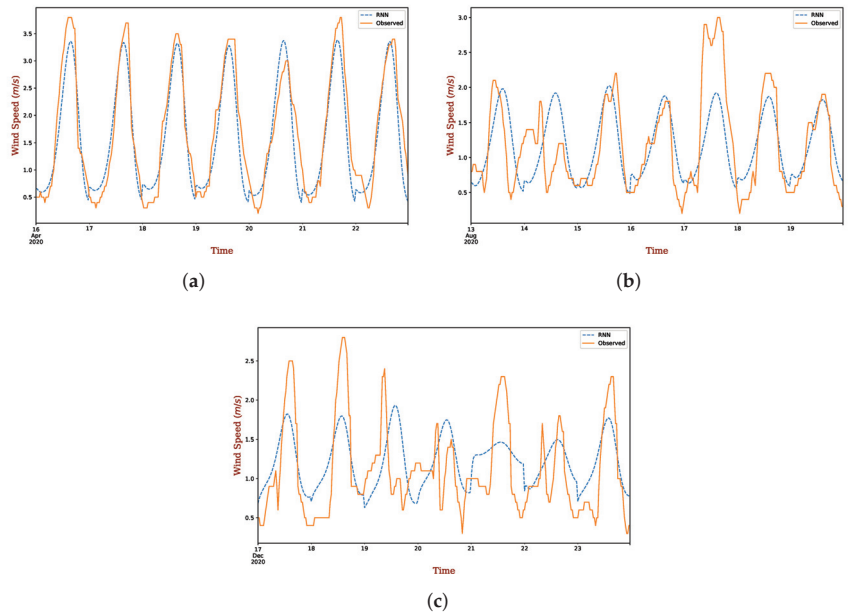 RNN
Observed
3.5
3.0
2.5
2.0
1.5
1.0
0.5
Wind Speed (m/s)
16
Apr
2020
17
18
19
20
21
22
Time
(a)
RNN
Observed
3.0
2.5
2.0
1.5
1.0
0.5
Wind Speed (m/s)
13
Aug
2020
14
15
16
17
18
19
Time
(b)
RNN
Observed
2.5
2.0
1.5
1.0
0.5
Wind Speed (m/s)
17
Dec
2020
18
19
20
21
22
23
Time
(c)